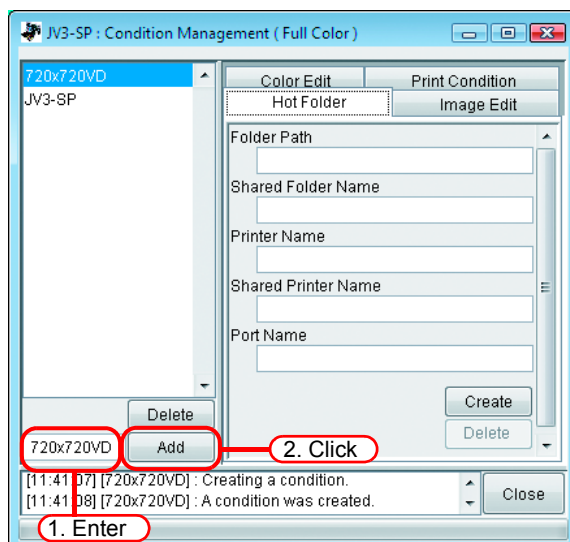 JV3-SP : Condition Management ( Full Color )
720x720VD
JV3-SP
Color Edit
Print Condition
Hot Folder
Image Edit
Folder Path
Shared Folder Name
Printer Name
Shared Printer Name
Port Name
Create
Delete
Delete
720x720VD
Add
2. Click
[11:41:07] [720x720VD] : Creating a condition.
[11:41:08] [720x720VD] : A condition was created.
Close
1. Enter